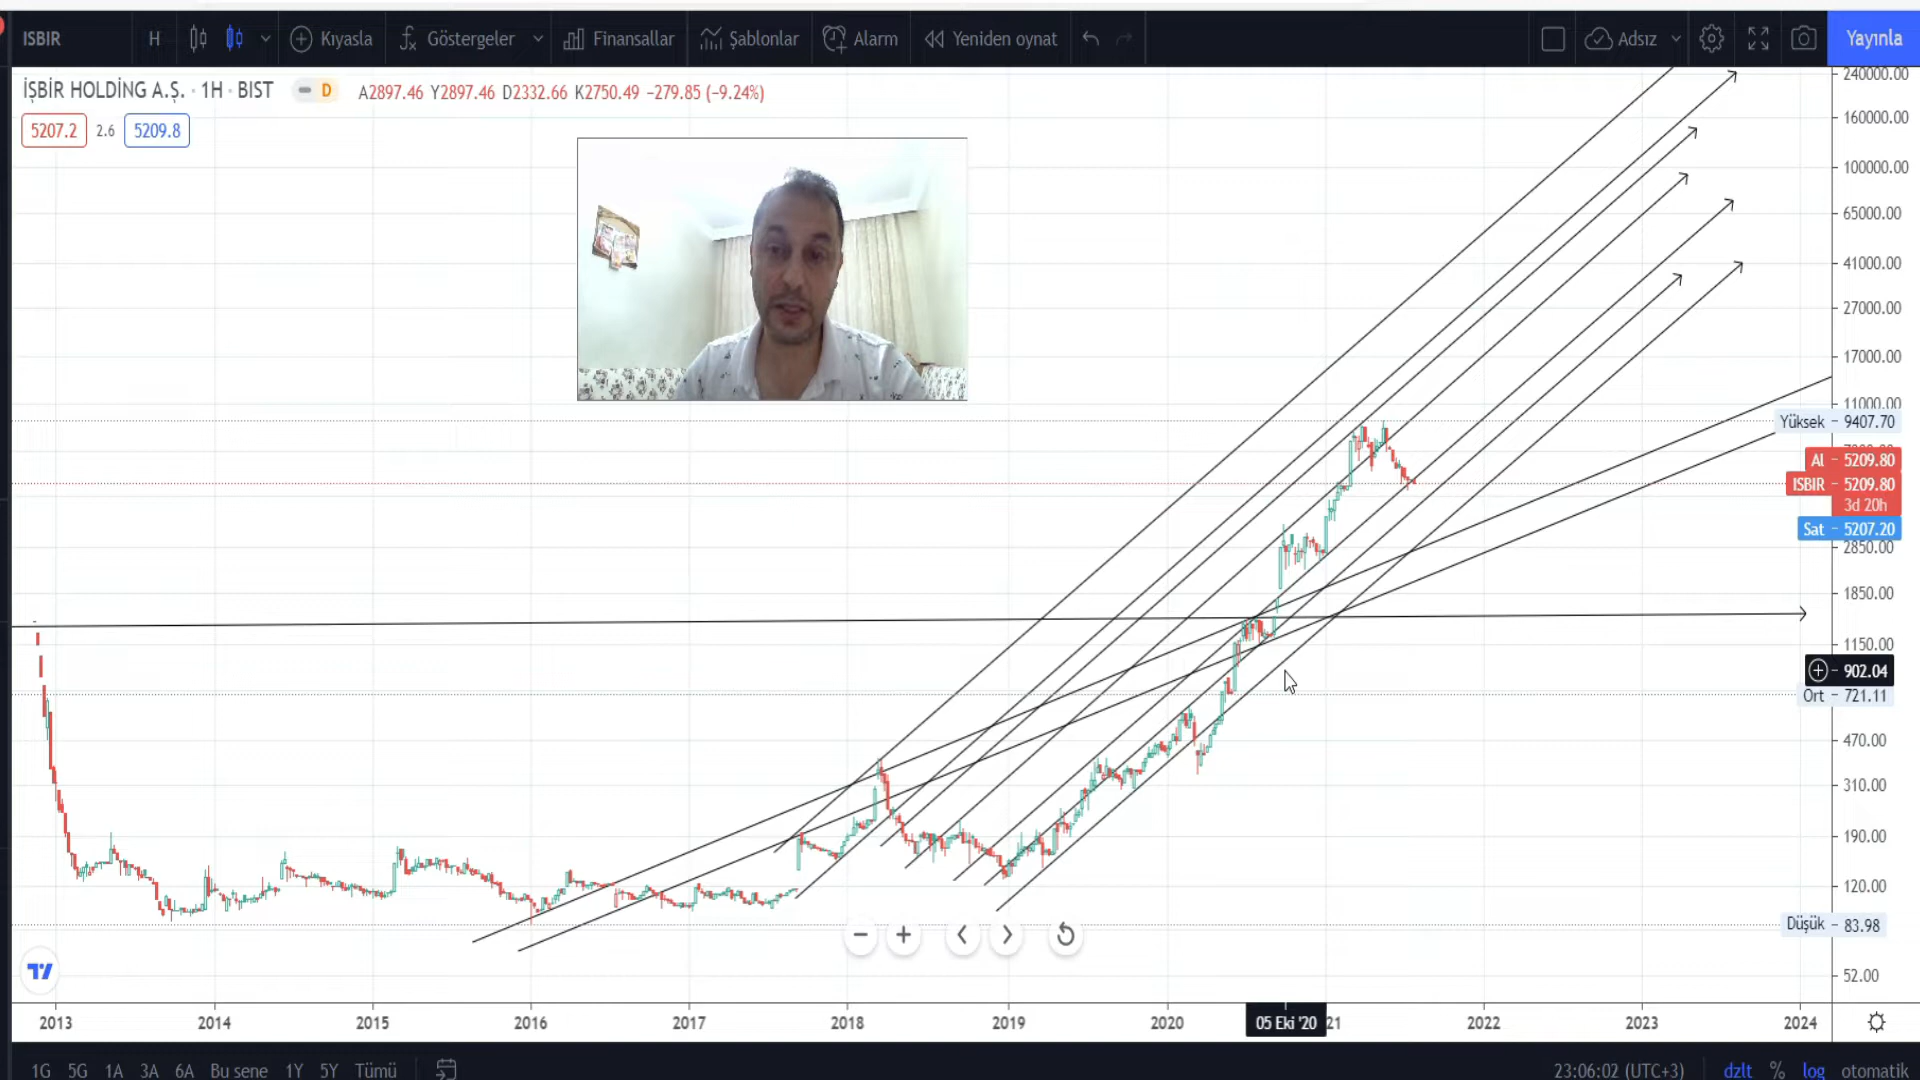 ISBIR H Kıyasla Göstergeler Finansallar Şablonlar Alarm Yeniden oynat Adsız Yayınla
İŞBİR HOLDİNG A.Ş. · 1H · BIST D A2897.46 Y2897.46 D2332.66 K2750.49 −279.85 (−9.24%)
5207.2 2.6 5209.8
240000.00
160000.00
100000.00
65000.00
41000.00
27000.00
17000.00
11000.00
Yüksek 9407.70
Al 5209.80
ISBIR 5209.80
3d 20h
Sat 5207.20
2850.00
1850.00
1150.00
902.04
Ort 721.11
470.00
310.00
190.00
120.00
Düşük 83.98
52.00
2013 2014 2015 2016 2017 2018 2019 2020 05 Eki '20 21 2022 2023 2024
1G 5G 1A 3A 6A Bu sene 1Y 5Y Tümü 23:06:02 (UTC+3) dzlt % log otomatik